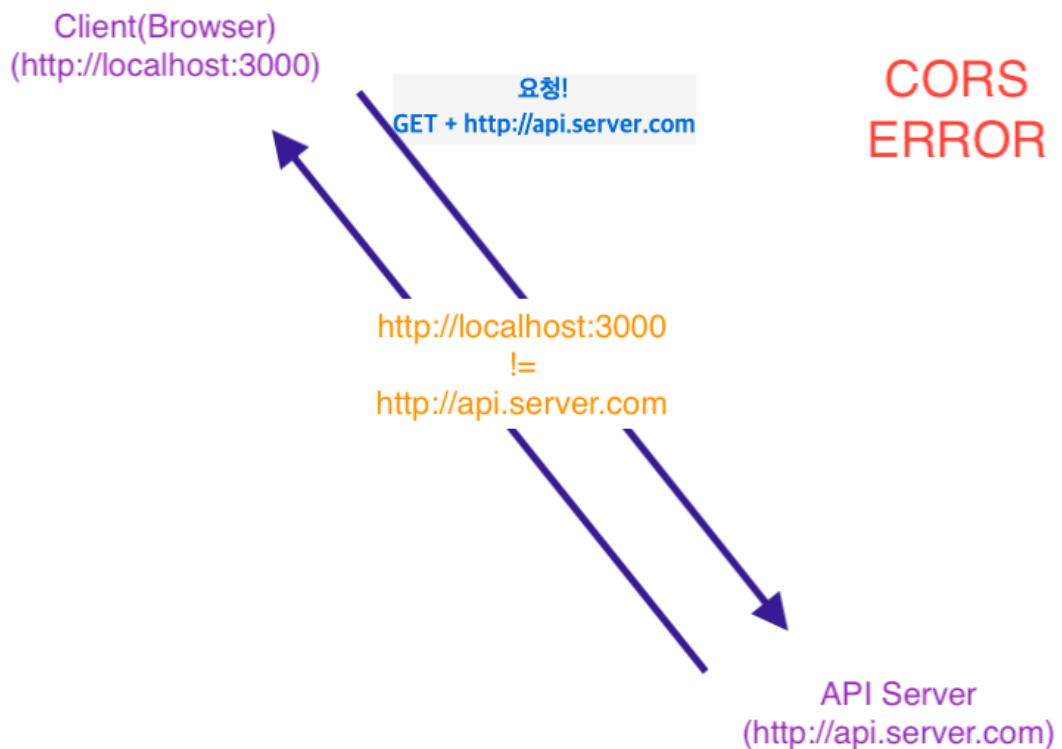 Client(Browser)
(http://localhost:3000)
요청!
GET + http://api.server.com
CORS
ERROR
http://localhost:3000
!=
http://api.server.com
API Server
(http://api.server.com)